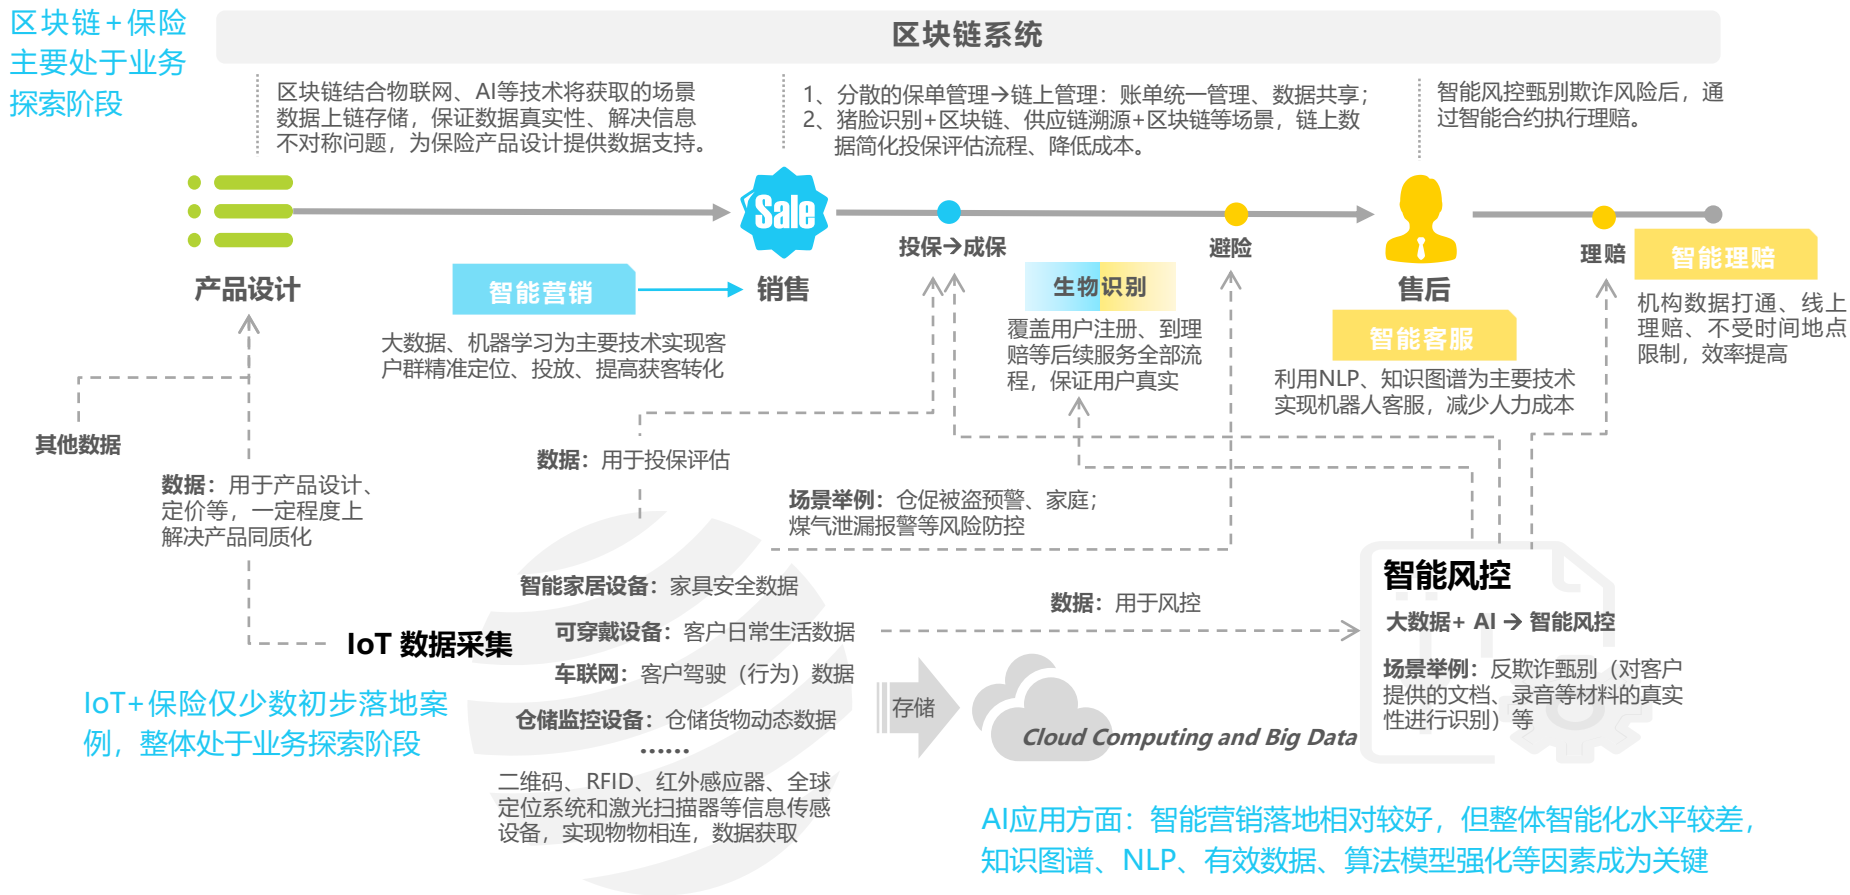 区块链+保险
主要处于业务
探索阶段
区块链系统
区块链结合物联网、AI等技术将获取的场景
数据上链存储，保证数据真实性、解决信息
不对称问题，为保险产品设计提供数据支持。
1、分散的保单管理→链上管理：账单统一管理、数据共享；
2、猪脸识别+区块链、供应链溯源+区块链等场景，链上数
据简化投保评估流程、降低成本。
智能风控甄别欺诈风险后，通
过智能合约执行理赔。
Sale
产品设计
智能营销
销售
投保→成保
避险
售后
理赔
智能理赔
生物识别
智能客服
大数据、机器学习为主要技术实现客
户群精准定位、投放、提高获客转化
覆盖用户注册、到理
赔等后续服务全部流
程，保证用户真实
利用NLP、知识图谱为主要技术
实现机器人客服，减少人力成本
机构数据打通、线上
理赔、不受时间地点
限制，效率提高
其他数据
数据：用于产品设计、
定价等，一定程度上
解决产品同质化
数据：用于投保评估
场景举例：仓促被盗预警、家庭；
煤气泄漏报警等风险防控
IoT 数据采集
智能家居设备：家具安全数据
可穿戴设备：客户日常生活数据
车联网：客户驾驶（行为）数据
仓储监控设备：仓储货物动态数据
……
二维码、RFID、红外感应器、全球
定位系统和激光扫描器等信息传感
设备，实现物物相连，数据获取
IoT+保险仅少数初步落地案
例，整体处于业务探索阶段
存储
Cloud Computing and Big Data
数据：用于风控
智能风控
大数据+ AI → 智能风控
场景举例：反欺诈甄别（对客户
提供的文档、录音等材料的真实
性进行识别）等
AI应用方面：智能营销落地相对较好，但整体智能化水平较差，
知识图谱、NLP、有效数据、算法模型强化等因素成为关键